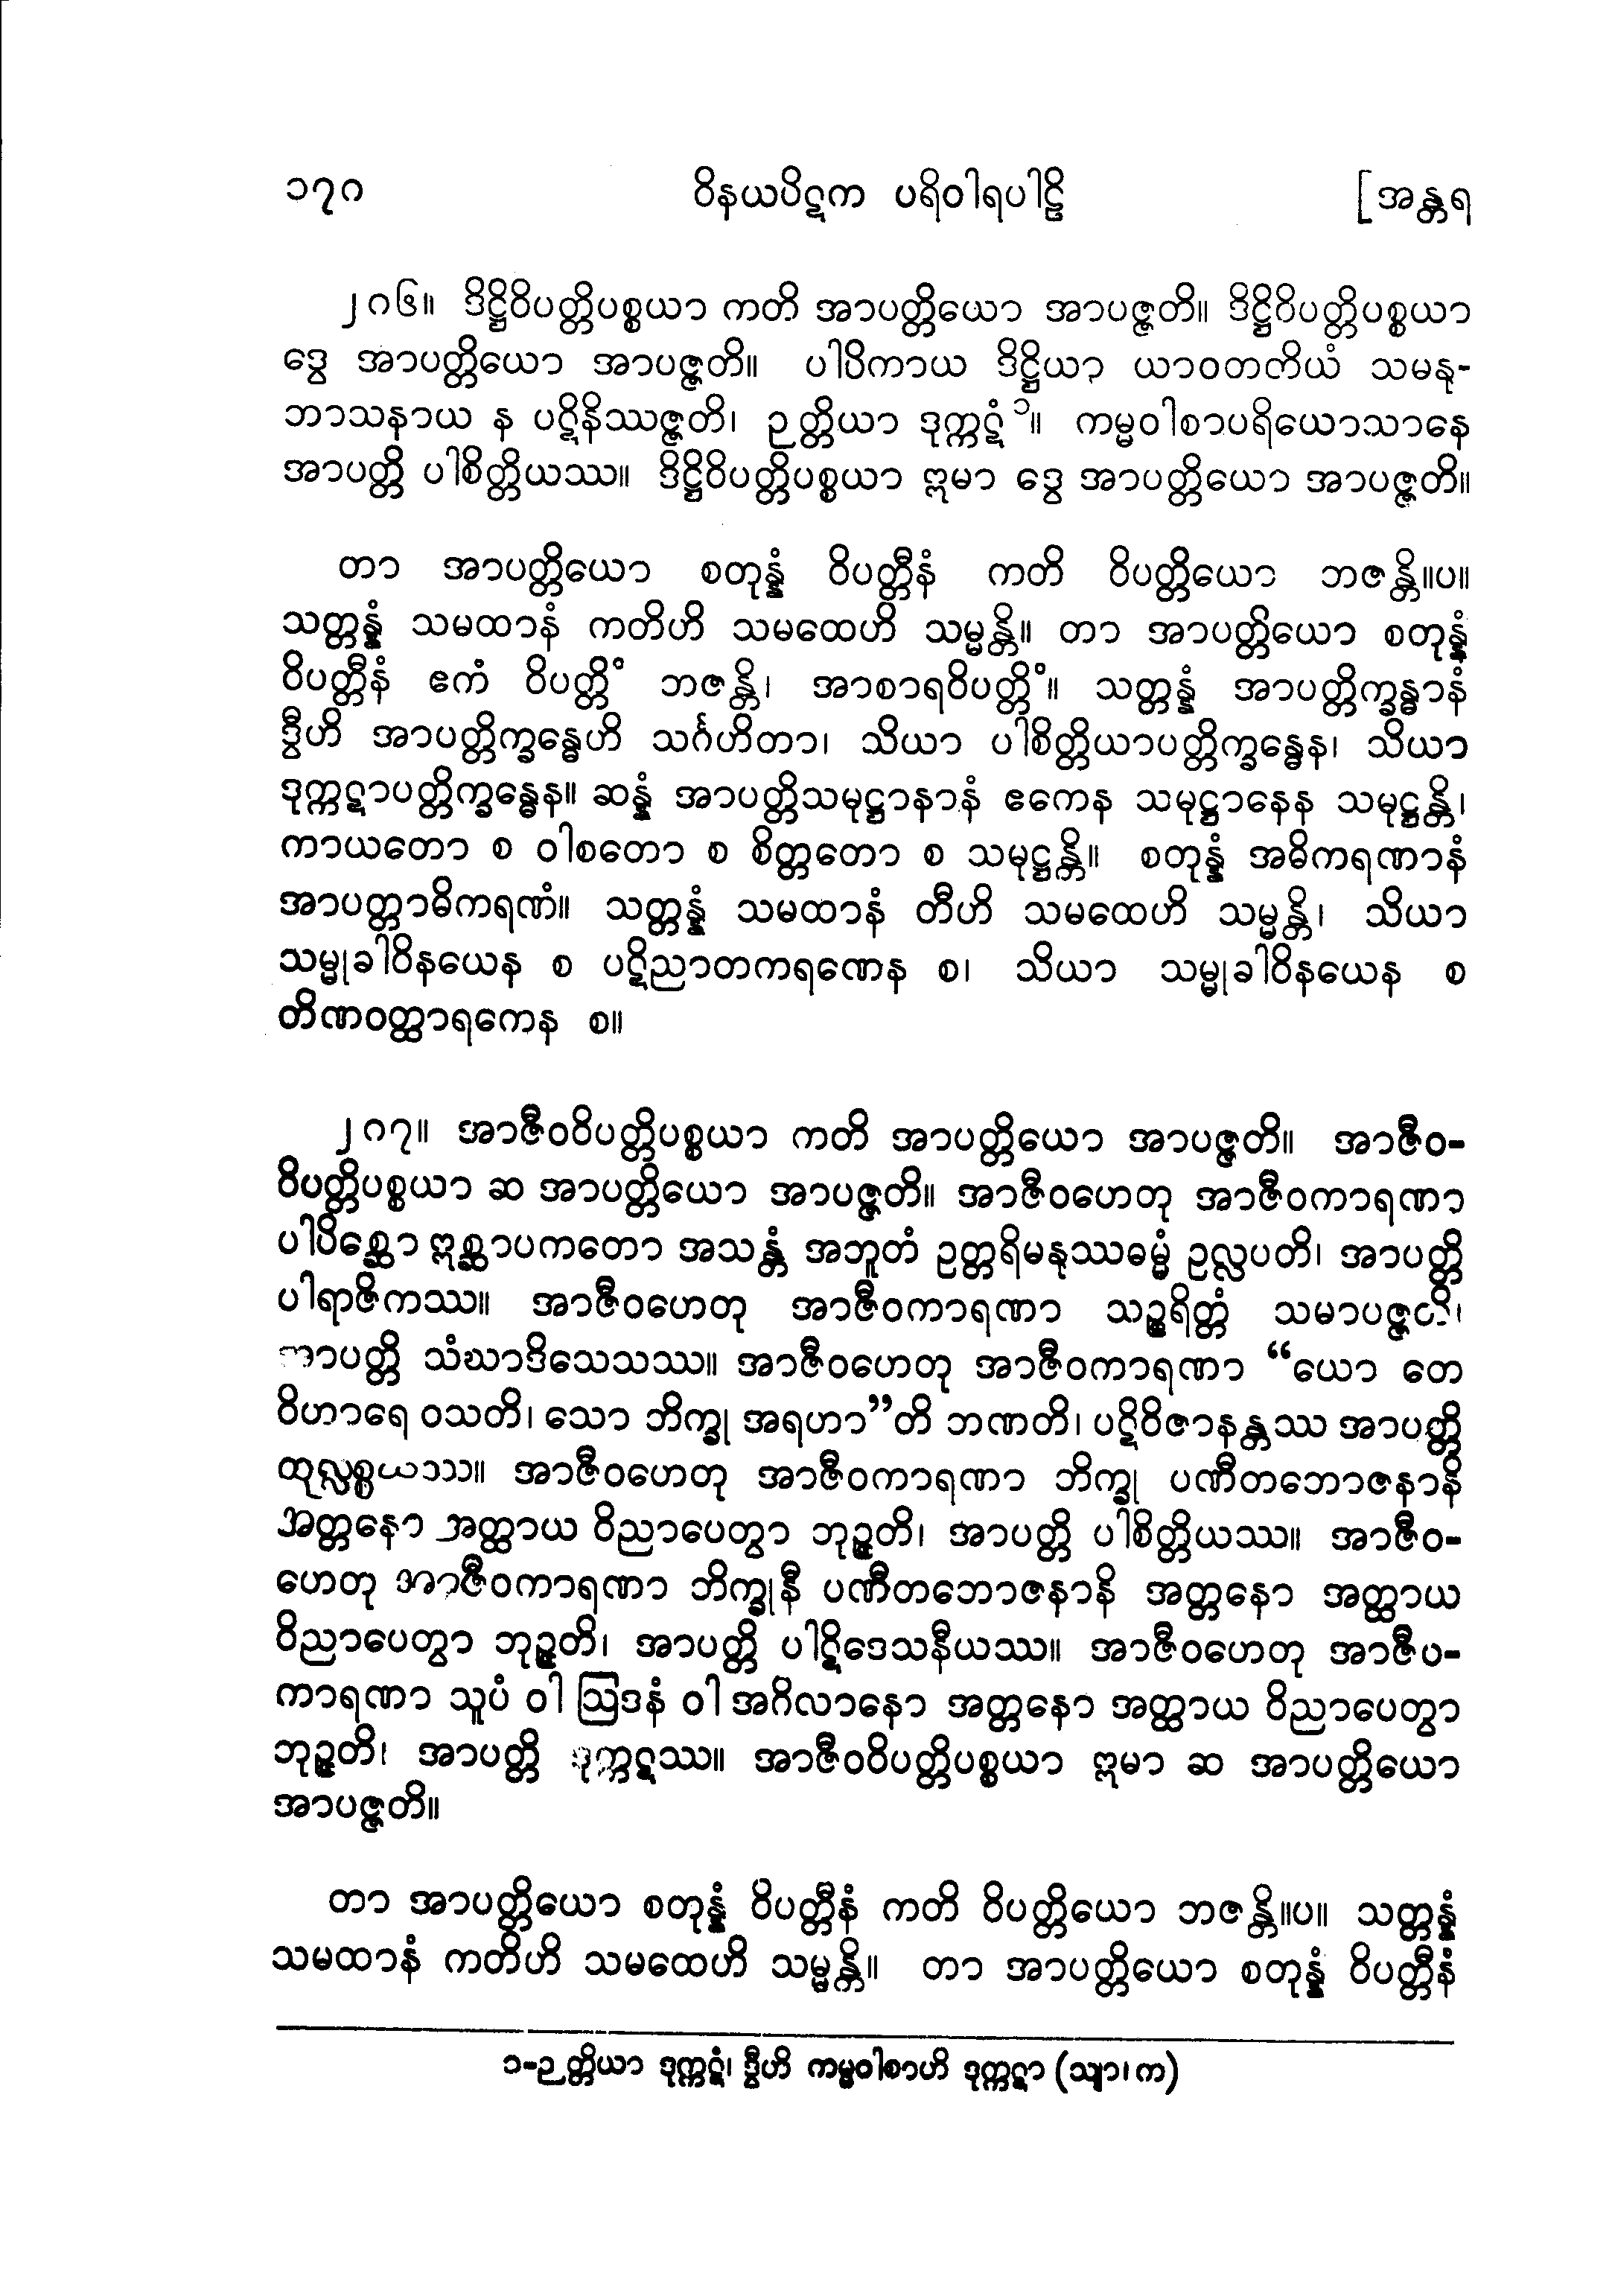 ၁၇၀ ဝိနယပိဋက ပရိဝါရပါဠိ [အန္တရ
၂၀၆။ ဒိဋ္ဌိဝိပတ္တိပစ္စယာ ကတိ အာပတ္တိယော အာပဇ္ဇတိ။ ဒိဋ္ဌိဝိပတ္တိပစ္စယာ
ဒွေ အာပတ္တိယော အာပဇ္ဇတိ။ ပါပိကာယ ဒိဋ္ဌိယာ ယာဝတတိယံ သမနု-
ဘာသနာယ န ပဋိနိဿဇ္ဇတိ၊ ဉတ္တိယာ ဒုက္ကဋံ ၁။ ကမ္မဝါစာပရိယောသာနေ
အာပတ္တိ ပါစိတ္တိယဿ။ ဒိဋ္ဌိဝိပတ္တိပစ္စယာ ဣမာ ဒွေ အာပတ္တိယော အာပဇ္ဇတိ။
တာ အာပတ္တိယော စတုန္နံ ဝိပတ္တီနံ ကတိ ဝိပတ္တိယော ဘဇန္တိ။ပ။
သတ္တန္နံ သမထာနံ ကတိဟိ သမထေဟိ သမ္မန္တိ။ တာ အာပတ္တိယော စတုန္နံ
ဝိပတ္တီနံ ဧကံ ဝိပတ္တိံ ဘဇန္တိ၊ အာစာရဝိပတ္တိံ။ သတ္တန္နံ အာပတ္တိက္ခန္ဓာနံ
ဒွီဟိ အာပတ္တိက္ခန္ဓေဟိ သင်္ဂဟိတာ၊ သိယာ ပါစိတ္တိယာပတ္တိက္ခန္ဓေန၊ သိယာ
ဒုက္ကဋာပတ္တိက္ခန္ဓေန။ ဆန္နံ အာပတ္တိသမုဋ္ဌာနာနံ ဧကေန သမုဋ္ဌာနေန သမုဋ္ဌန္တိ၊
ကာယတော စ ဝါစတော စ စိတ္တတော စ သမုဋ္ဌန္တိ။ စတုန္နံ အဓိကရဏာနံ
အာပတ္တာဓိကရဏံ။ သတ္တန္နံ သမထာနံ တီဟိ သမထေဟိ သမ္မန္တိ၊ သိယာ
သမ္မုခါဝိနယေန စ ပဋိညာတကရဏေန စ၊ သိယာ သမ္မုခါဝိနယေန စ
တိဏဝတ္ထာရကေန စ။
၂၀၇။ အာဇီဝဝိပတ္တိပစ္စယာ ကတိ အာပတ္တိယော အာပဇ္ဇတိ။ အာဇီဝ-
ဝိပတ္တိပစ္စယာ ဆ အာပတ္တိယော အာပဇ္ဇတိ။ အာဇီဝဟေတု အာဇီဝကာရဏာ
ပါပိစ္ဆော ဣစ္ဆာပကတော အသန္တံ အဘူတံ ဥတ္တရိမနုဿဓမ္မံ ဥလ္လပတိ၊ အာပတ္တိ
ပါရာဇိကဿ။ အာဇီဝဟေတု အာဇီဝကာရဏာ သဉ္စရိတ္တံ သမာပဇ္ဇတိ၊
အာပတ္တိ သံဃာဒိသေသဿ။ အာဇီဝဟေတု အာဇီဝကာရဏာ “ယော တေ
ဝိဟာရေ ဝသတိ၊ သော ဘိက္ခု အရဟာ”တိ ဘဏတိ၊ ပဋိဝိဇာနန္တဿ အာပတ္တိ
ထုလ္လစ္စယဿ။ အာဇီဝဟေတု အာဇီဝကာရဏာ ဘိက္ခု ပဏီတဘောဇနာနိ
အတ္တနော အတ္ထာယ ဝိညာပေတွာ ဘုဉ္ဇတိ၊ အာပတ္တိ ပါစိတ္တိယဿ။ အာဇီဝ-
ဟေတု အာဇီဝကာရဏာ ဘိက္ခုနီ ပဏီတဘောဇနာနိ အတ္တနော အတ္ထာယ
ဝိညာပေတွာ ဘုဉ္ဇတိ၊ အာပတ္တိ ပါဋိဒေသနီယဿ။ အာဇီဝဟေတု အာဇီဝ-
ကာရဏာ သူပံ ဝါ ဩဒနံ ဝါ အဂိလာနော အတ္တနော အတ္ထာယ ဝိညာပေတွာ
ဘုဉ္ဇတိ၊ အာပတ္တိ ဒုက္ကဋဿ။ အာဇီဝဝိပတ္တိပစ္စယာ ဣမာ ဆ အာပတ္တိယော
အာပဇ္ဇတိ။
တာ အာပတ္တိယော စတုန္နံ ဝိပတ္တီနံ ကတိ ဝိပတ္တိယော ဘဇန္တိ။ပ။ သတ္တန္နံ
သမထာနံ ကတိဟိ သမထေဟိ သမ္မန္တိ။ တာ အာပတ္တိယော စတုန္နံ ဝိပတ္တီနံ
၁-ဉတ္တိယာ ဒုက္ကဋံ၊ ဒွီဟိ ကမ္မဝါစာဟိ ဒုက္ကဋာ (သျာ၊က)